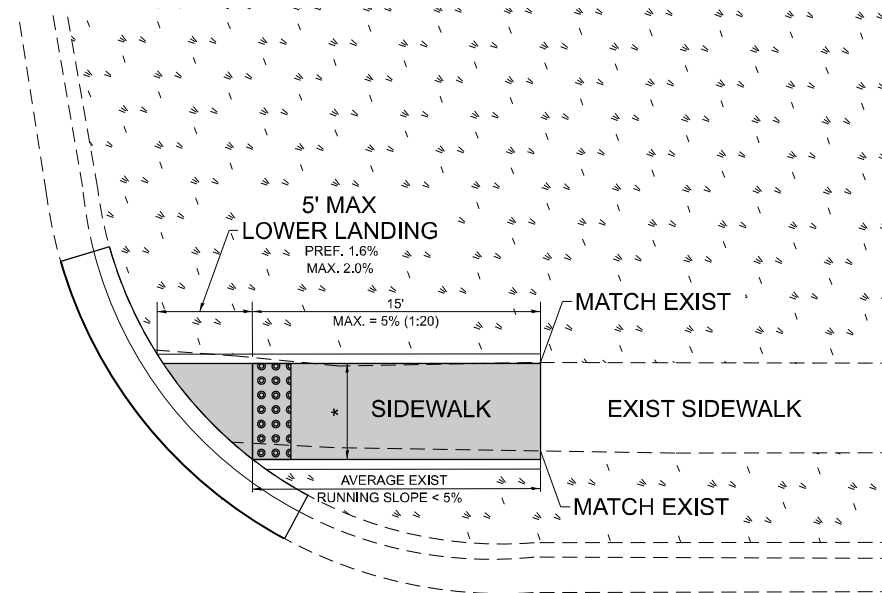 5' MAX
LOWER LANDING
PREF. 1.6%
MAX. 2.0%
15'
MAX. = 5% (1:20)
MATCH EXIST
*
SIDEWALK
EXIST SIDEWALK
AVERAGE EXIST
RUNNING SLOPE < 5%
MATCH EXIST